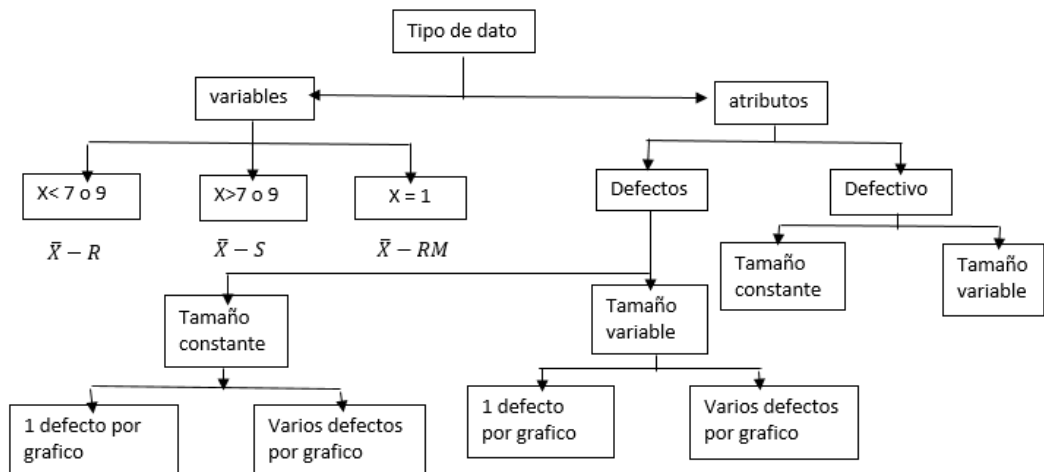 Tipo de dato
variables
atributos
X< 7 o 9
X>7 o 9
X = 1
Defectos
Defectivo
X̄ − R
X̄ − S
X̄ − RM
Tamaño
constante
Tamaño
variable
Tamaño
constante
Tamaño
variable
1 defecto por
grafico
Varios defectos
por grafico
1 defecto
por grafico
Varios defectos
por grafico